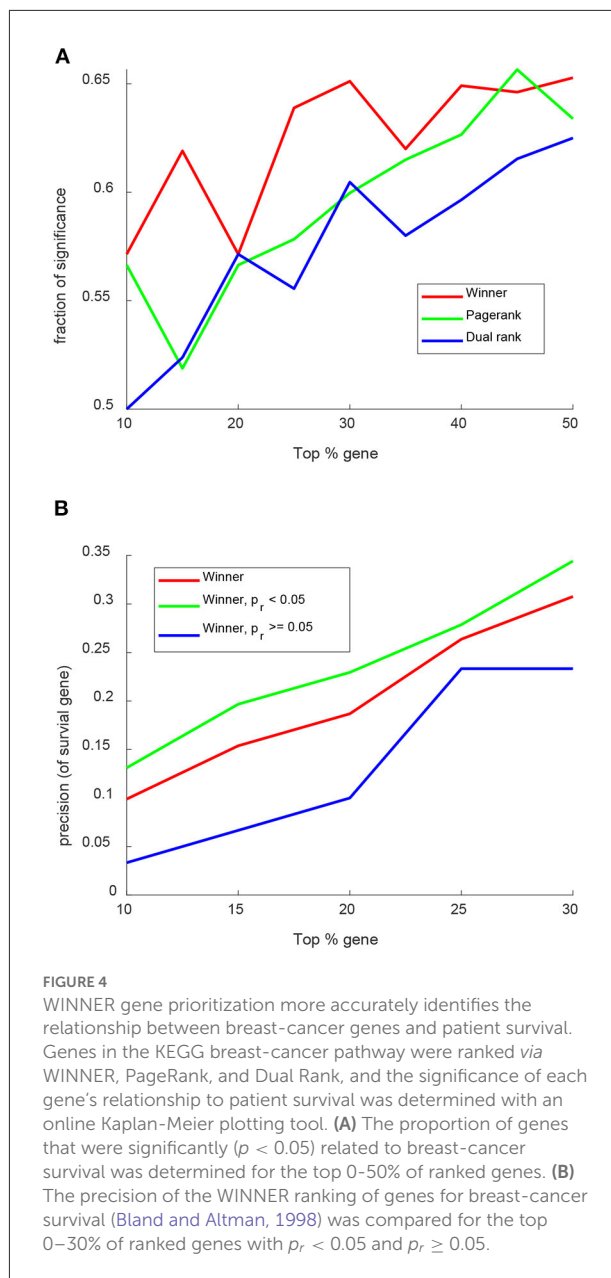 A
0.65
0.6
0.55
0.5
fraction of significance
Winner
Pagerank
Dual rank
10
20
30
40
50
Top % gene
B
0.35
0.3
0.25
0.2
0.15
0.1
0.05
0
precision (of survial gene)
Winner
Winner, p_r < 0.05
Winner, p_r >= 0.05
10
15
20
25
30
Top % gene
FIGURE 4
WINNER gene prioritization more accurately identifies the
relationship between breast-cancer genes and patient survival.
Genes in the KEGG breast-cancer pathway were ranked via
WINNER, PageRank, and Dual Rank, and the significance of each
gene's relationship to patient survival was determined with an
online Kaplan-Meier plotting tool. (A) The proportion of genes
that were significantly (p < 0.05) related to breast-cancer
survival was determined for the top 0-50% of ranked genes. (B)
The precision of the WINNER ranking of genes for breast-cancer
survival (Bland and Altman, 1998) was compared for the top
0–30% of ranked genes with p_r < 0.05 and p_r ≥ 0.05.